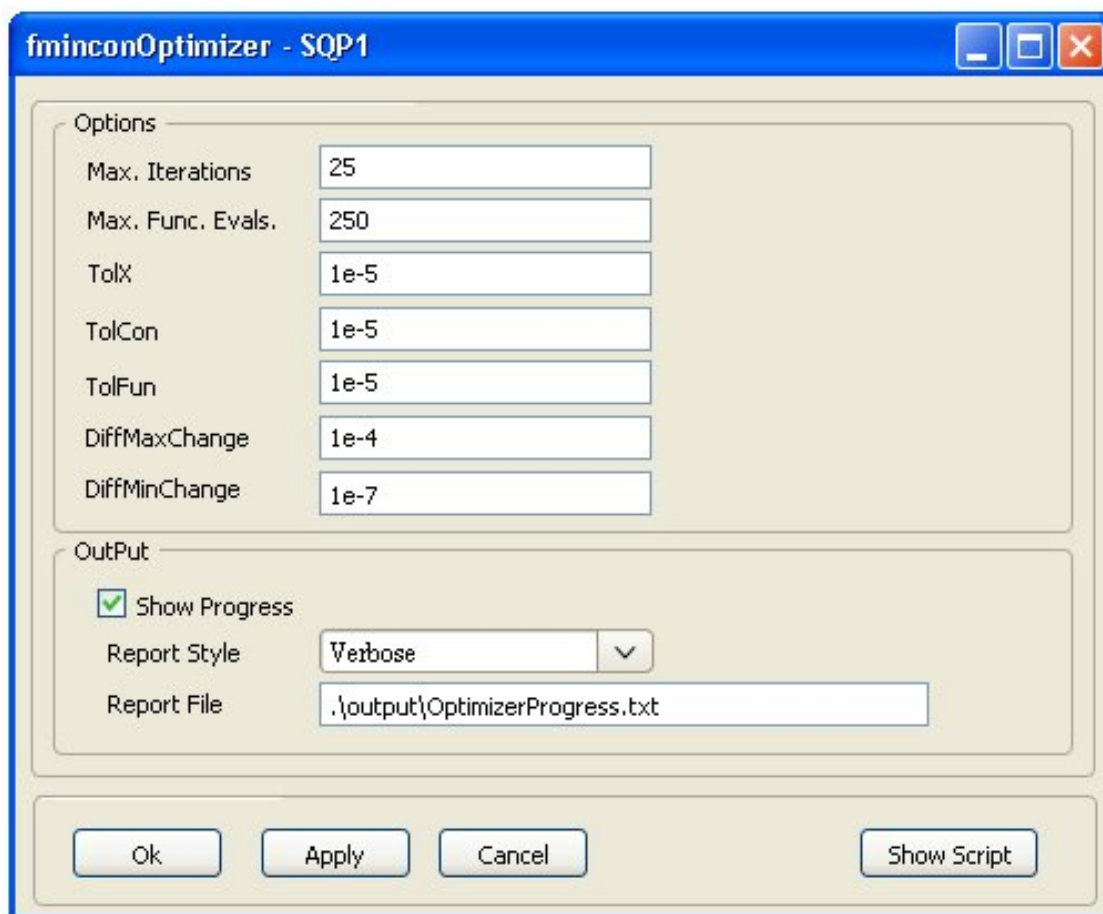 fminconOptimizer - SQP1
Options
Max. Iterations 25
Max. Func. Evals. 250
TolX 1e-5
TolCon 1e-5
TolFun 1e-5
DiffMaxChange 1e-4
DiffMinChange 1e-7
OutPut
Show Progress
Report Style Verbose
Report File .\output\OptimizerProgress.txt
Ok Apply Cancel Show Script